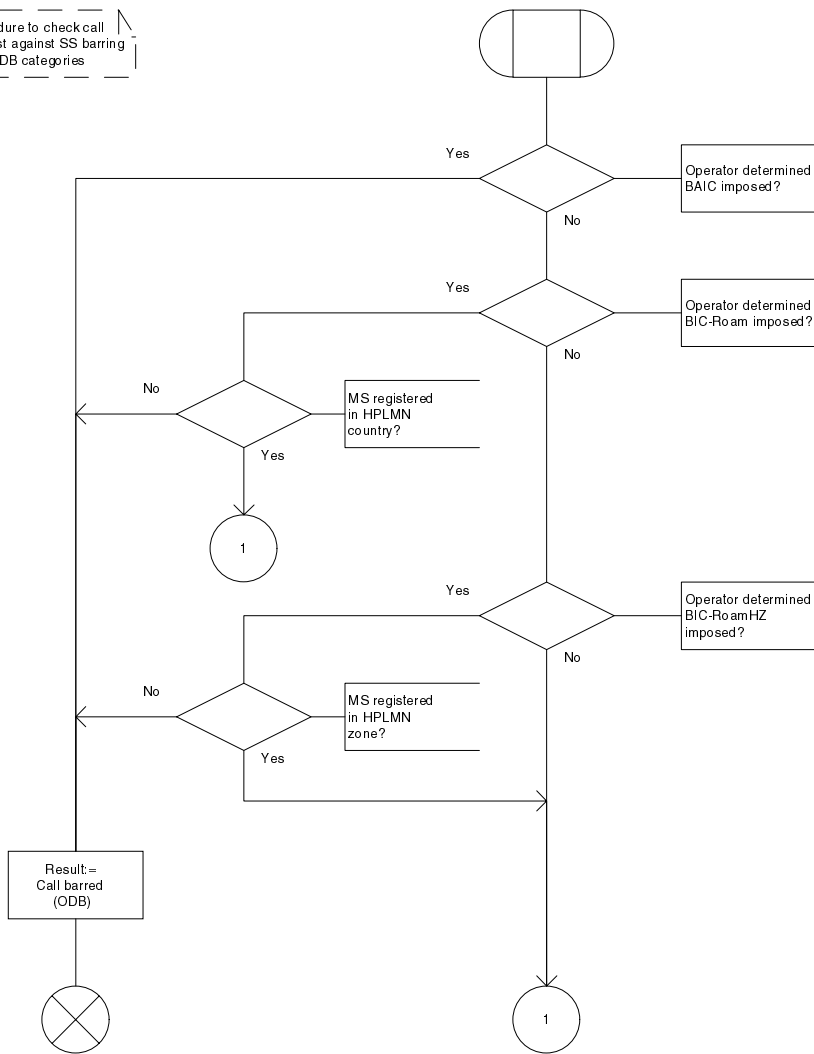 dure to check call
st against SS barring
DB categories
Yes
Operator determined
BAIC imposed?
No
Yes
Operator determined
BIC-Roam imposed?
No
No
MS registered
in HPLMN
country?
Yes
1
Yes
Operator determined
BIC-RoamHZ
imposed?
No
No
MS registered
in HPLMN
zone?
Yes
Result:=
Call barred
(ODB)
1